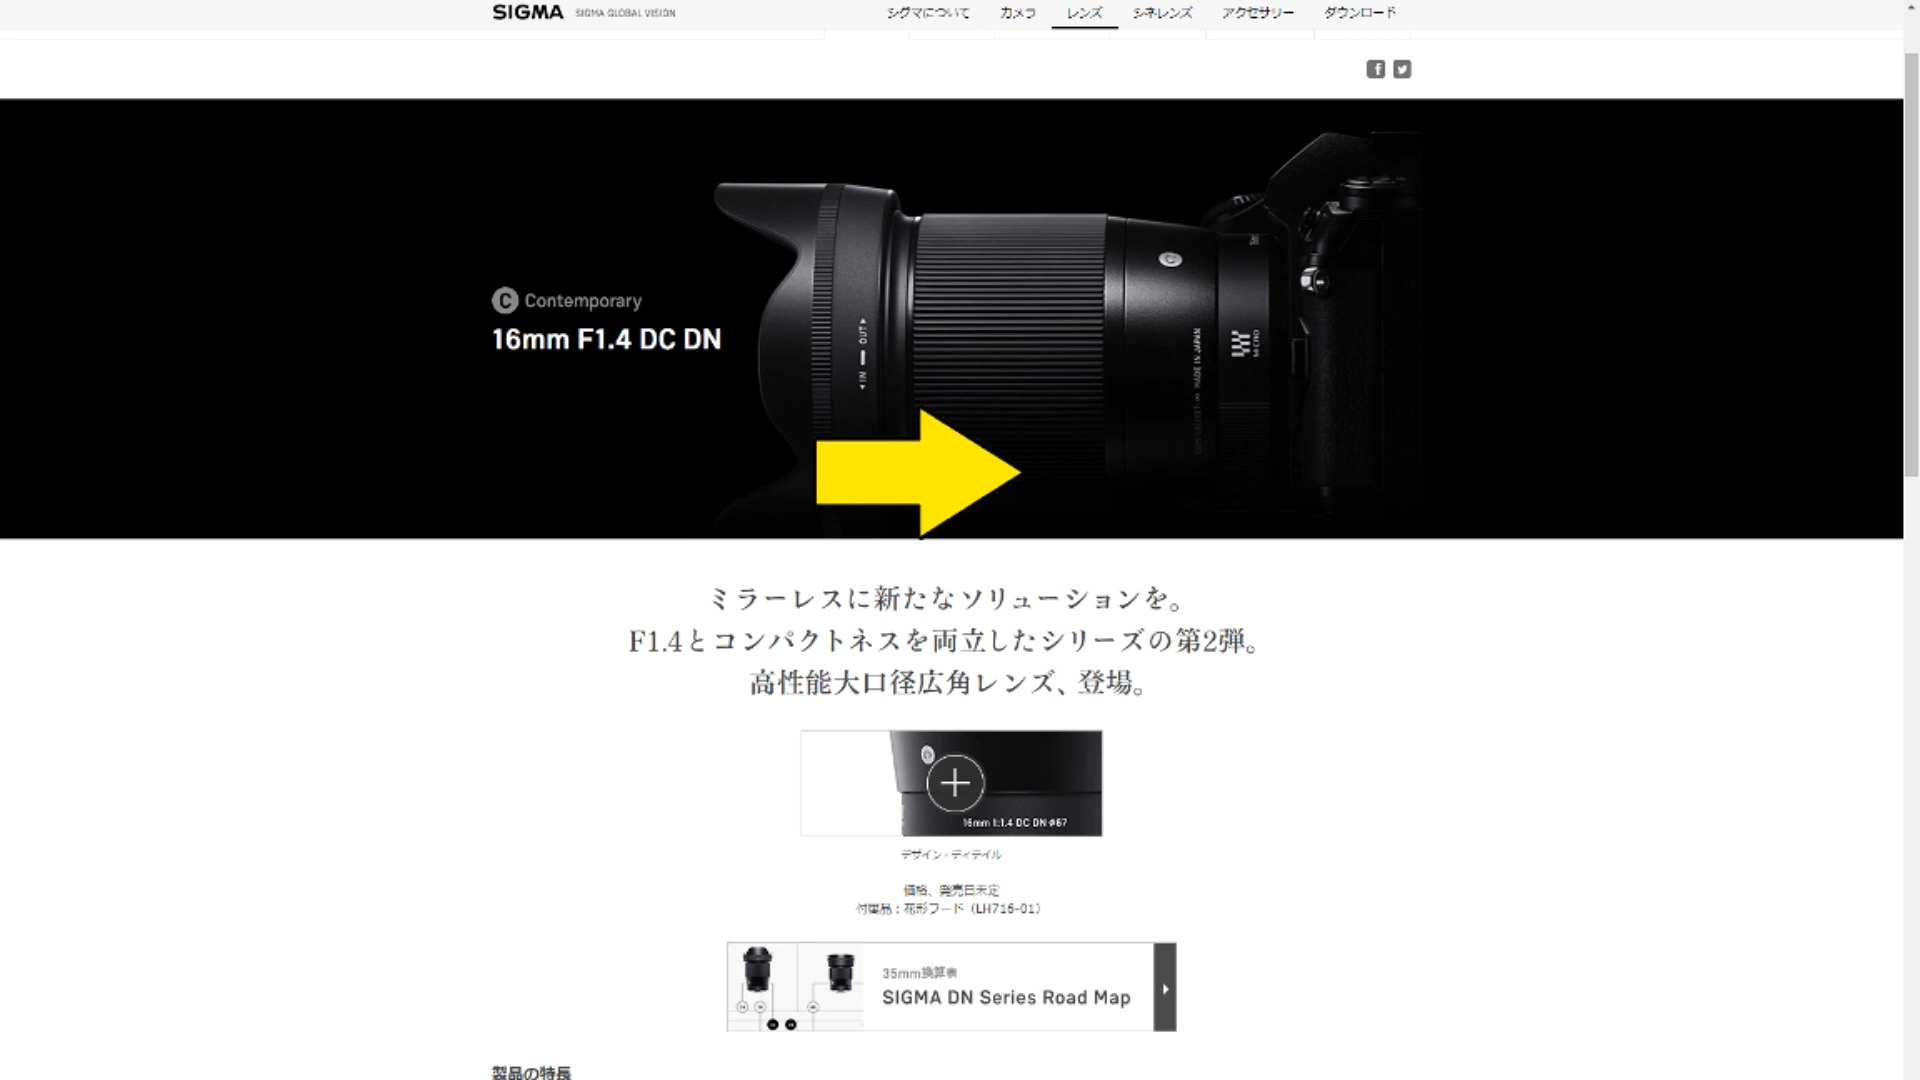 SIGMA SIGMA GLOBAL VISION シグマについて カメラ レンズ シネレンズ アクセサリー ダウンロード
C Contemporary
16mm F1.4 DC DN
◂ IN ━ OUT ▸
MADE IN JAPAN
MICRO
ミラーレスに新たなソリューションを。
F1.4とコンパクトネスを両立したシリーズの第2弾。
高性能大口径広角レンズ、登場。
16mm 1:1.4 DC DN Ø67
デザイン・ディテイル
価格、発売日未定
付属品：花形フード（LH716-01）
35mm換算表
SIGMA DN Series Road Map
製品の特長